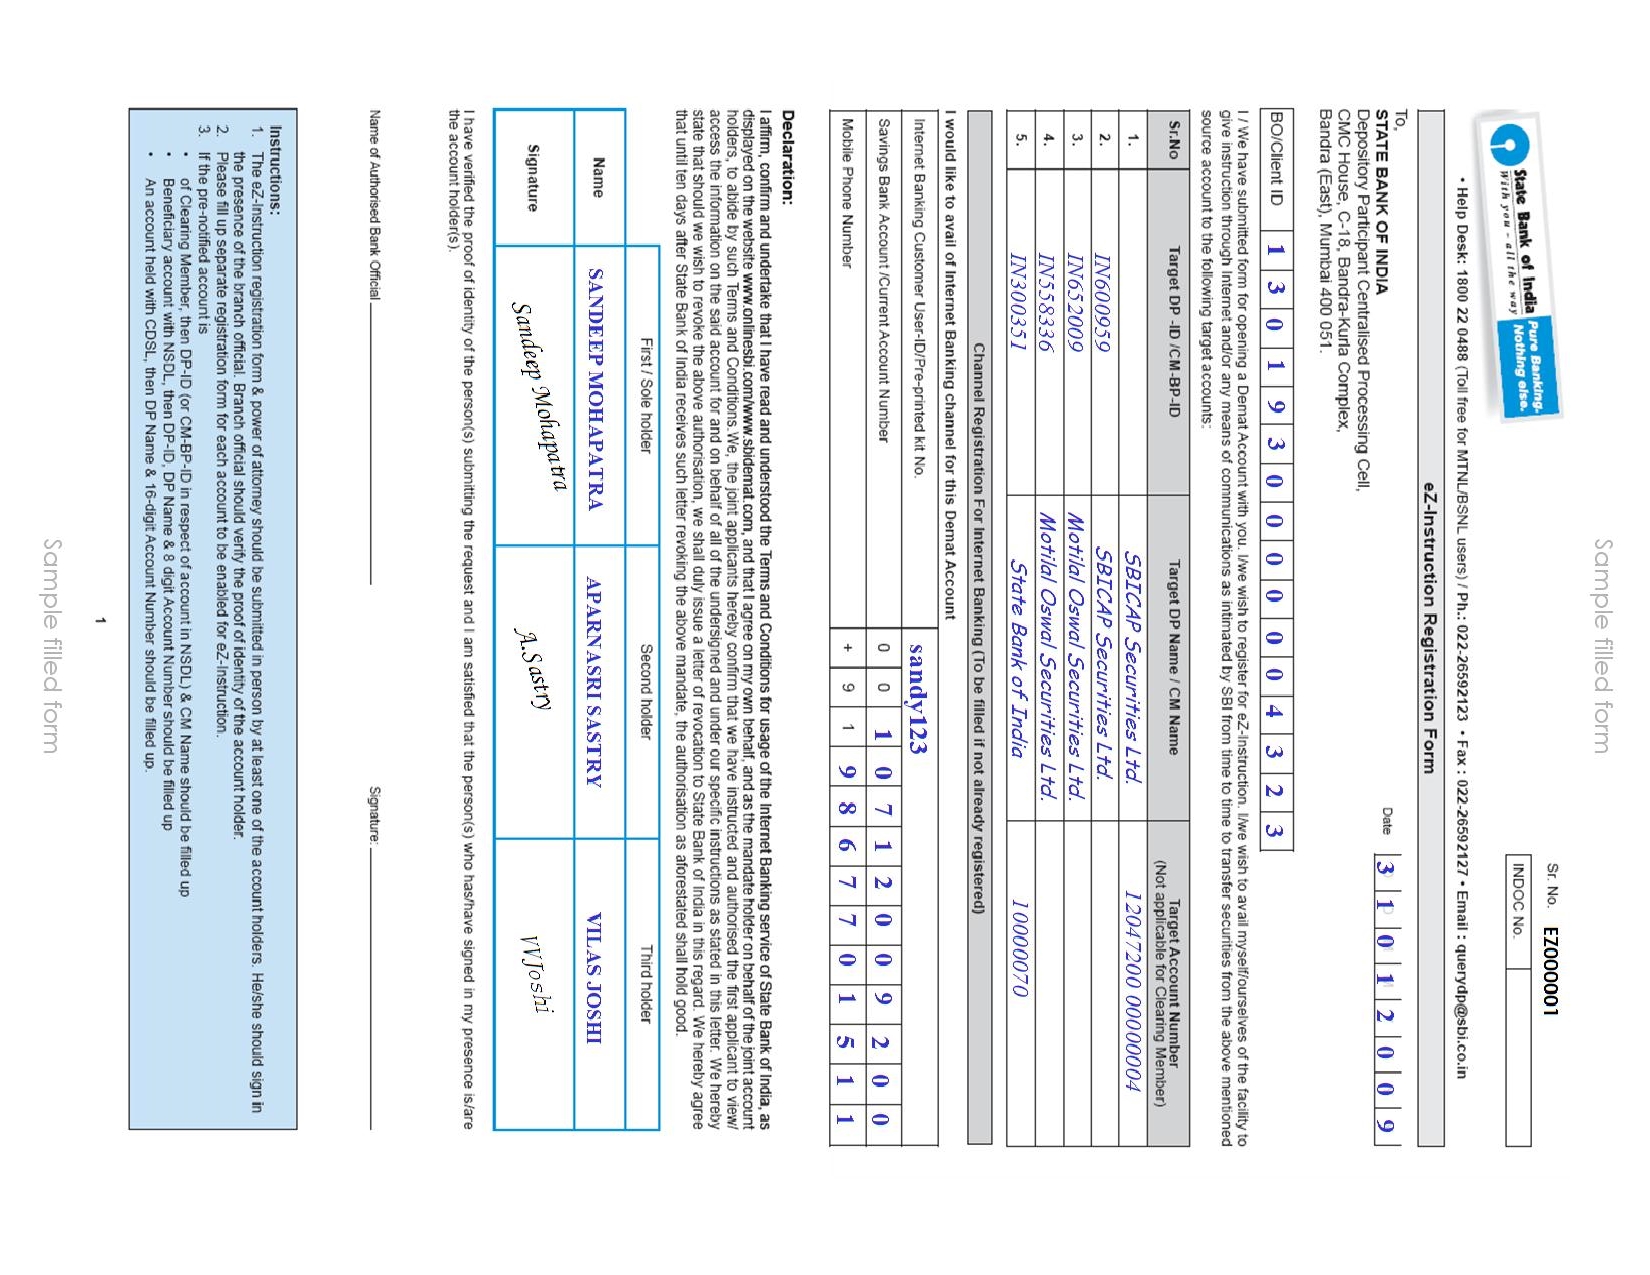 Sample filled form
State Bank of India
With you - all the way
Pure Banking.
Nothing else.
Sr. No. EZ000001
INDOC No.
• Help Desk: 1800 22 0488 (Toll free for MTNL/BSNL users) / Ph.: 022-26592123 • Fax : 022-26592127 • Email : querydp@sbi.co.in
eZ-Instruction Registration Form
To,
STATE BANK OF INDIA
Depository Participant Centralised Processing Cell,
CMC House, C-18, Bandra-Kurla Complex,
Bandra (East), Mumbai 400 051.
Date 3 1 0 1 2 0 0 9
BO/Client ID 1 3 0 1 9 3 0 0 0 0 0 4 3 2 3
I / We have submitted form for opening a Demat Account with you. I/we wish to register for eZ-Instruction. I/we wish to avail myself/ourselves of the facility to
give instruction through Internet and/or any means of communications as intimated by SBI from time to time to transfer securities from the above mentioned
source account to the following target accounts:
Sr.No Target DP -ID /CM-BP-ID Target DP Name / CM Name Target Account Number
(Not applicable for Clearing Member)
1. SBICAP Securities Ltd. 12047200 00000004
2. IN600959 SBICAP Securities Ltd.
3. IN652009 Motilal Oswal Securities Ltd.
4. IN558336 Motilal Oswal Securities Ltd.
5. IN300351 State Bank of India 10000070
Channel Registration For Internet Banking (To be filled if not already registered)
I would like to avail of Internet Banking channel for this Demat Account
Internet Banking Customer User-ID/Pre-printed kit No. sandy123
Savings Bank Account /Current Account Number 0 0 1 0 7 1 2 0 0 9 2 0 0
Mobile Phone Number + 9 1 9 8 6 7 7 0 1 5 1 1
Declaration:
I affirm, confirm and undertake that I have read and understood the Terms and Conditions for usage of the Internet Banking service of State Bank of India, as
displayed on the website www.onlinesbi.com/www.sbidemat.com, and that I agree on my own behalf, and as the mandate holder on behalf of the joint account
holders, to abide by such Terms and Conditions. We, the joint applicants hereby confirm that we have instructed and authorised the first applicant to view/
access the information on the said account for and on behalf of all of the undersigned and under our specific instructions as stated in this letter. We hereby
state that should we wish to revoke the above authorisation, we shall duly issue a letter of revocation to State Bank of India in this regard. We hereby agree
that until ten days after State Bank of India receives such letter revoking the above mandate, the authorisation as aforestated shall hold good.
First / Sole holder Second holder Third holder
Name SANDEEP MOHAPATRA APARNASRI SASTRY VILAS JOSHI
Signature Sandeep Mohapatra A.Sastry VVJoshi
I have verified the proof of identity of the person(s) submitting the request and I am satisfied that the person(s) who has/have signed in my presence is/are
the account holder(s).
Name of Authorised Bank Official Signature:
Instructions:
1. The eZ-Instruction registration form & power of attorney should be submitted in person by at least one of the account holders. He/she should sign in
the presence of the branch official. Branch official should verify the proof of identity of the account holder.
2. Please fill up separate registration form for each account to be enabled for eZ-Instruction.
3. If the pre-notified account is
• of Clearing Member, then DP-ID (or CM-BP-ID in respect of account in NSDL) & CM Name should be filled up
• Beneficiary account with NSDL, then DP-ID, DP Name & 8 digit Account Number should be filled up
• An account held with CDSL, then DP Name & 16-digit Account Number should be filled up.
1
Sample filled form